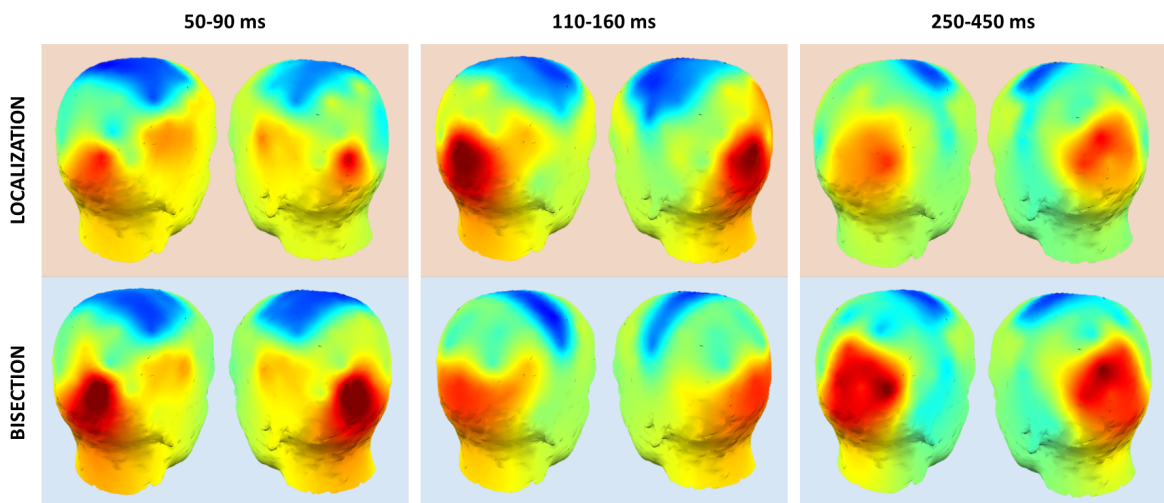 50-90 ms
110-160 ms
250-450 ms
LOCALIZATION
BISECTION